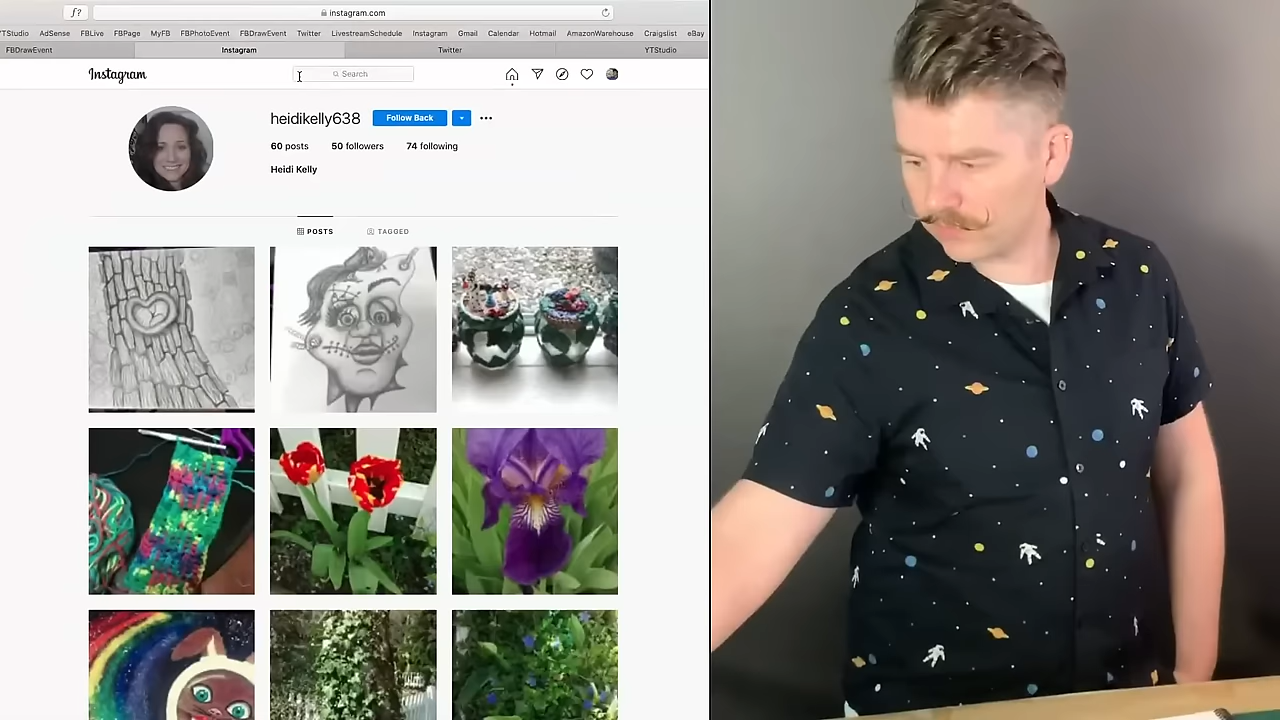 f?
instagram.com
YTStudio AdSense FBLive FBPage MyFB FBPhotoEvent FBDrawEvent Twitter LivestreamSchedule Instagram Gmail Calendar Hotmail AmazonWarehouse Craigslist eBay
FBDrawEvent Instagram Twitter YTStudio
Instagram Search
heidikelly638 Follow Back
60 posts 50 followers 74 following
Heidi Kelly
POSTS TAGGED